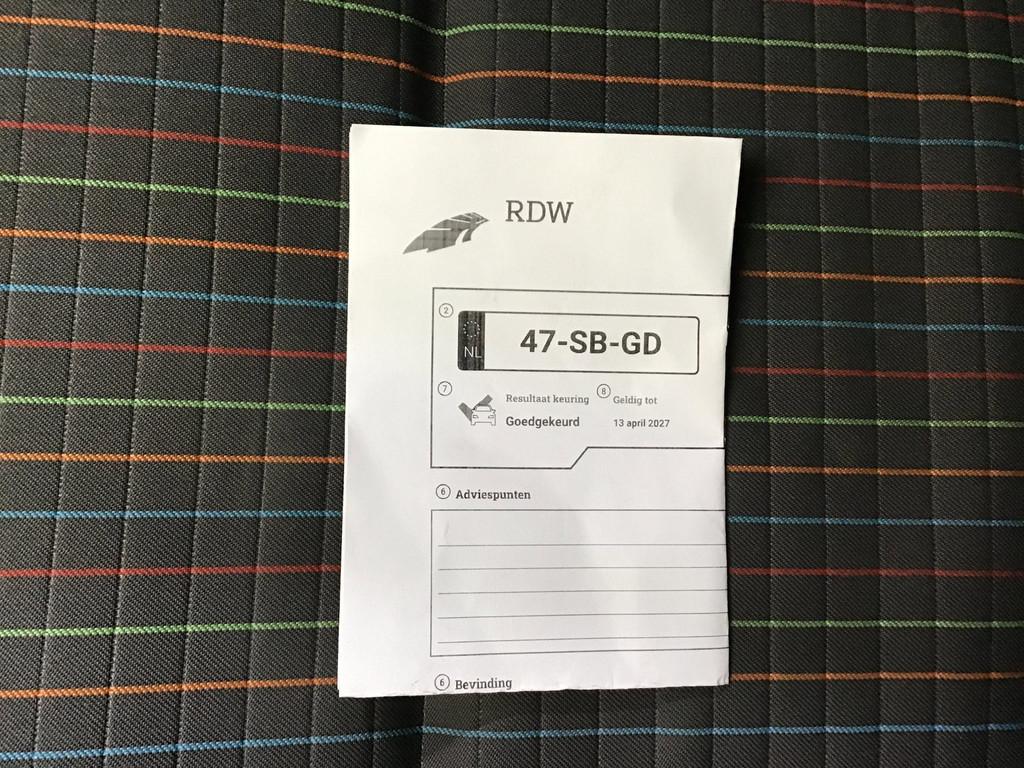 RDW
2
NL 47-SB-GD
7 Resultaat keuring 8 Geldig tot
Goedgekeurd 13 april 2027
6 Adviespunten
6 Bevinding